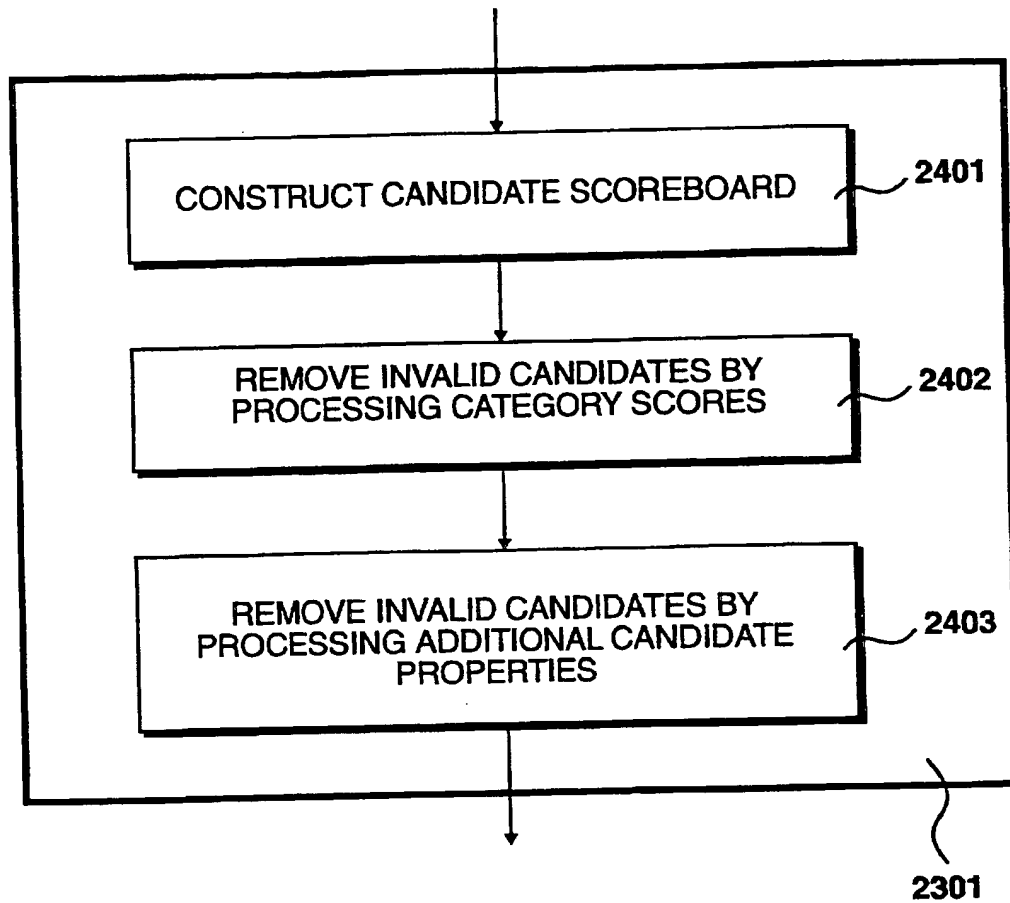 CONSTRUCT CANDIDATE SCOREBOARD
2401
REMOVE INVALID CANDIDATES BY
PROCESSING CATEGORY SCORES
2402
REMOVE INVALID CANDIDATES BY
PROCESSING ADDITIONAL CANDIDATE
PROPERTIES
2403
2301